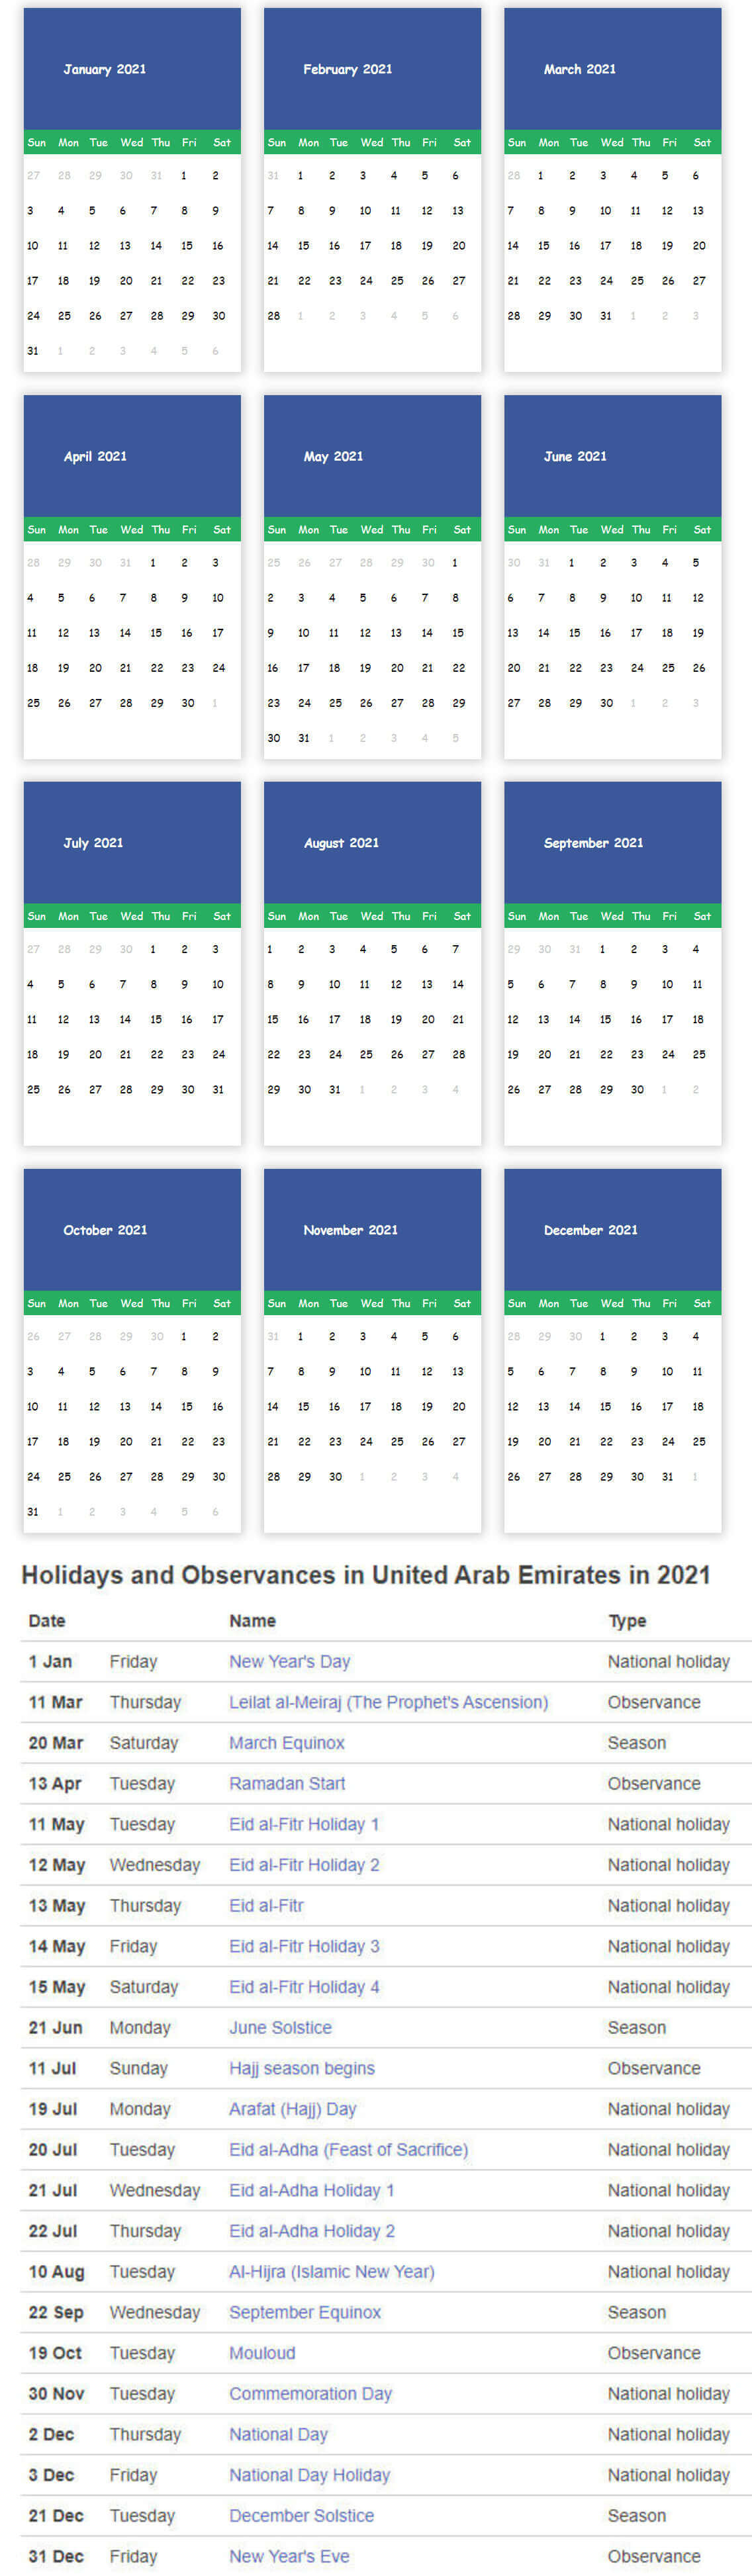 January 2021 February 2021 March 2021
Sun Mon Tue Wed Thu Fri Sat Sun Mon Tue Wed Thu Fri Sat Sun Mon Tue Wed Thu Fri Sat
27 28 29 30 31 1 2 31 1 2 3 4 5 6 28 1 2 3 4 5 6
3 4 5 6 7 8 9 7 8 9 10 11 12 13 7 8 9 10 11 12 13
10 11 12 13 14 15 16 14 15 16 17 18 19 20 14 15 16 17 18 19 20
17 18 19 20 21 22 23 21 22 23 24 25 26 27 21 22 23 24 25 26 27
24 25 26 27 28 29 30 28 1 2 3 4 5 6 28 29 30 31 1 2 3
31 1 2 3 4 5 6
April 2021 May 2021 June 2021
Sun Mon Tue Wed Thu Fri Sat Sun Mon Tue Wed Thu Fri Sat Sun Mon Tue Wed Thu Fri Sat
28 29 30 31 1 2 3 25 26 27 28 29 30 1 30 31 1 2 3 4 5
4 5 6 7 8 9 10 2 3 4 5 6 7 8 6 7 8 9 10 11 12
11 12 13 14 15 16 17 9 10 11 12 13 14 15 13 14 15 16 17 18 19
18 19 20 21 22 23 24 16 17 18 19 20 21 22 20 21 22 23 24 25 26
25 26 27 28 29 30 1 23 24 25 26 27 28 29 27 28 29 30 1 2 3
30 31 1 2 3 4 5
July 2021 August 2021 September 2021
Sun Mon Tue Wed Thu Fri Sat Sun Mon Tue Wed Thu Fri Sat Sun Mon Tue Wed Thu Fri Sat
27 28 29 30 1 2 3 1 2 3 4 5 6 7 29 30 31 1 2 3 4
4 5 6 7 8 9 10 8 9 10 11 12 13 14 5 6 7 8 9 10 11
11 12 13 14 15 16 17 15 16 17 18 19 20 21 12 13 14 15 16 17 18
18 19 20 21 22 23 24 22 23 24 25 26 27 28 19 20 21 22 23 24 25
25 26 27 28 29 30 31 29 30 31 1 2 3 4 26 27 28 29 30 1 2
October 2021 November 2021 December 2021
Sun Mon Tue Wed Thu Fri Sat Sun Mon Tue Wed Thu Fri Sat Sun Mon Tue Wed Thu Fri Sat
26 27 28 29 30 1 2 31 1 2 3 4 5 6 28 29 30 1 2 3 4
3 4 5 6 7 8 9 7 8 9 10 11 12 13 5 6 7 8 9 10 11
10 11 12 13 14 15 16 14 15 16 17 18 19 20 12 13 14 15 16 17 18
17 18 19 20 21 22 23 21 22 23 24 25 26 27 19 20 21 22 23 24 25
24 25 26 27 28 29 30 28 29 30 1 2 3 4 26 27 28 29 30 31 1
31 1 2 3 4 5 6
Holidays and Observances in United Arab Emirates in 2021
Date Name Type
1 Jan Friday New Year's Day National holiday
11 Mar Thursday Leilat al-Meiraj (The Prophet's Ascension) Observance
20 Mar Saturday March Equinox Season
13 Apr Tuesday Ramadan Start Observance
11 May Tuesday Eid al-Fitr Holiday 1 National holiday
12 May Wednesday Eid al-Fitr Holiday 2 National holiday
13 May Thursday Eid al-Fitr National holiday
14 May Friday Eid al-Fitr Holiday 3 National holiday
15 May Saturday Eid al-Fitr Holiday 4 National holiday
21 Jun Monday June Solstice Season
11 Jul Sunday Hajj season begins Observance
19 Jul Monday Arafat (Hajj) Day National holiday
20 Jul Tuesday Eid al-Adha (Feast of Sacrifice) National holiday
21 Jul Wednesday Eid al-Adha Holiday 1 National holiday
22 Jul Thursday Eid al-Adha Holiday 2 National holiday
10 Aug Tuesday Al-Hijra (Islamic New Year) National holiday
22 Sep Wednesday September Equinox Season
19 Oct Tuesday Mouloud Observance
30 Nov Tuesday Commemoration Day National holiday
2 Dec Thursday National Day National holiday
3 Dec Friday National Day Holiday National holiday
21 Dec Tuesday December Solstice Season
31 Dec Friday New Year's Eve Observance